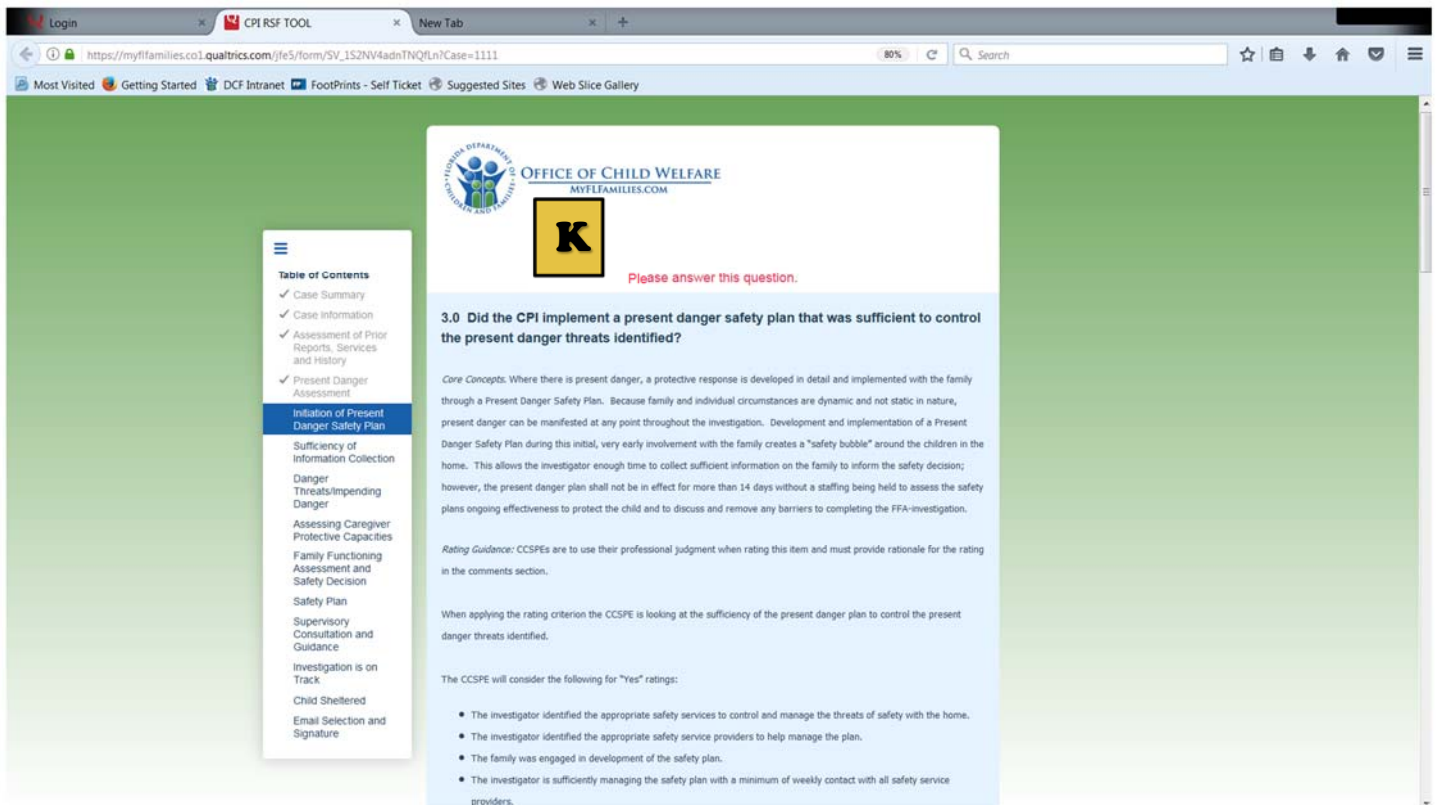 Login
CPI RSF TOOL
New Tab
https://myflfamilies.co1.qualtrics.com/jfe5/form/SV_1S2NV4adnTNQfLn?Case=1111
80%
Search
Most Visited
Getting Started
DCF Intranet
FootPrints - Self Ticket
Suggested Sites
Web Slice Gallery
FLORIDA DEPARTMENT OF CHILDREN AND FAMILIES
OFFICE OF CHILD WELFARE
MYFLFAMILIES.COM
K
Please answer this question.
Table of Contents
Case Summary
Case Information
Assessment of Prior
Reports, Services
and History
Present Danger
Assessment
Initiation of Present
Danger Safety Plan
Sufficiency of
Information Collection
Danger
Threats/Impending
Danger
Assessing Caregiver
Protective Capacities
Family Functioning
Assessment and
Safety Decision
Safety Plan
Supervisory
Consultation and
Guidance
Investigation is on
Track
Child Sheltered
Email Selection and
Signature
3.0 Did the CPI implement a present danger safety plan that was sufficient to control
the present danger threats identified?
Core Concepts. Where there is present danger, a protective response is developed in detail and implemented with the family
through a Present Danger Safety Plan. Because family and individual circumstances are dynamic and not static in nature,
present danger can be manifested at any point throughout the investigation. Development and implementation of a Present
Danger Safety Plan during this initial, very early involvement with the family creates a "safety bubble" around the children in the
home. This allows the investigator enough time to collect sufficient information on the family to inform the safety decision;
however, the present danger plan shall not be in effect for more than 14 days without a staffing being held to assess the safety
plans ongoing effectiveness to protect the child and to discuss and remove any barriers to completing the FFA-investigation.
Rating Guidance: CCSPEs are to use their professional judgment when rating this item and must provide rationale for the rating
in the comments section.
When applying the rating criterion the CCSPE is looking at the sufficiency of the present danger plan to control the present
danger threats identified.
The CCSPE will consider the following for "Yes" ratings:
● The investigator identified the appropriate safety services to control and manage the threats of safety with the home.
● The investigator identified the appropriate safety service providers to help manage the plan.
● The family was engaged in development of the safety plan.
● The investigator is sufficiently managing the safety plan with a minimum of weekly contact with all safety service
providers.